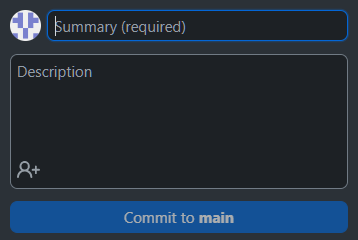 Summary (required)
Description
Commit to main